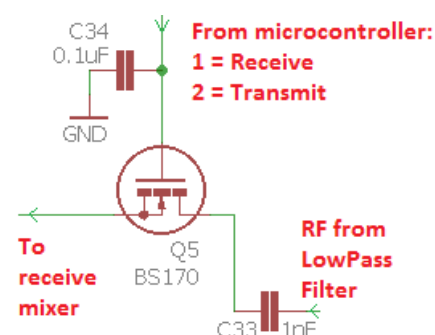 C34
0.1uF
GND
From microcontroller:
1 = Receive
2 = Transmit
To
receive
mixer
Q5
BS170
RF from
LowPass
Filter
C33
1nF